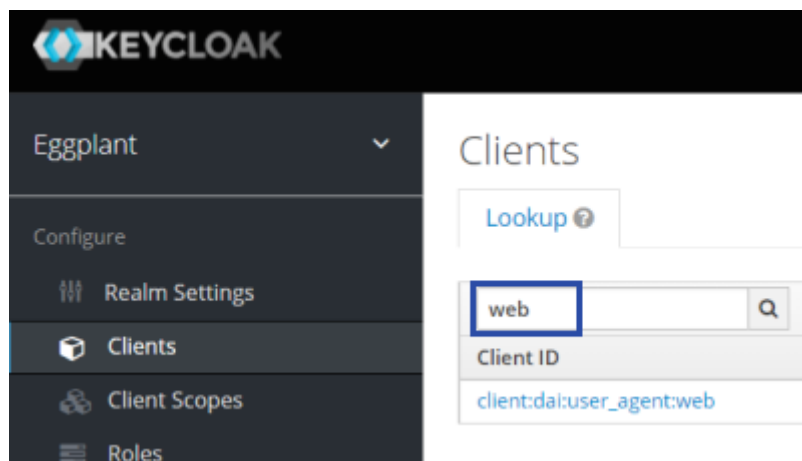 KEYCLOAK
Eggplant
Configure
Realm Settings
Clients
Client Scopes
Roles
Clients
Lookup
web
Client ID
client:dai:user_agent:web